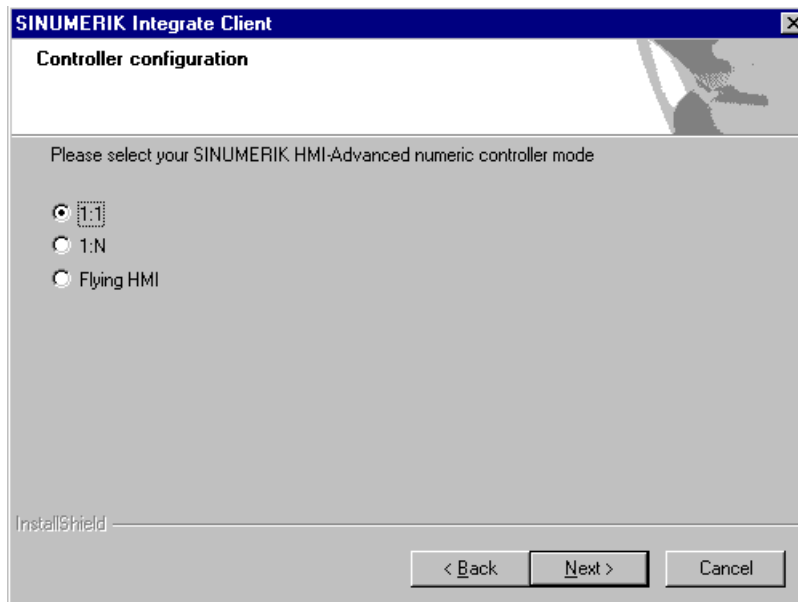 SINUMERIK Integrate Client
Controller configuration
Please select your SINUMERIK HMI-Advanced numeric controller mode
1:1
1:N
Flying HMI
InstallShield
< Back
Next >
Cancel